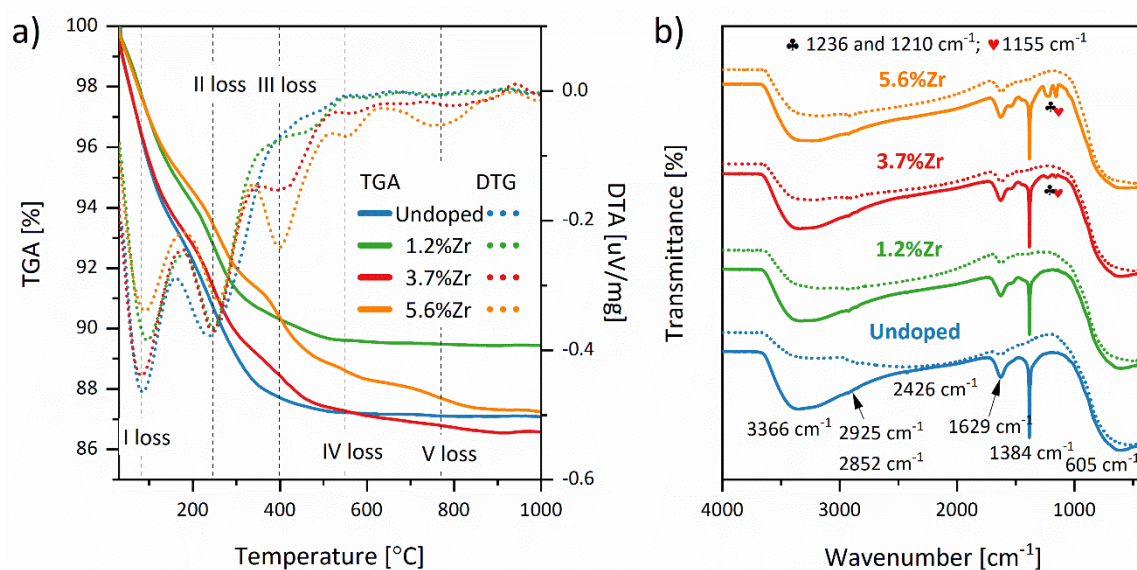 a)
100
98
96
94
92
90
88
86
TGA [%]
200
400
600
800
1000
Temperature [°C]
0.0
-0.2
-0.4
-0.6
DTA [uV/mg]
II loss
III loss
I loss
IV loss
V loss
TGA DTG
Undoped
1.2%Zr
3.7%Zr
5.6%Zr
b)
♣ 1236 and 1210 cm⁻¹; ♥ 1155 cm⁻¹
5.6%Zr
♣♥
3.7%Zr
♣♥
1.2%Zr
Undoped
3366 cm⁻¹
2925 cm⁻¹
2852 cm⁻¹
2426 cm⁻¹
1629 cm⁻¹
1384 cm⁻¹
605 cm⁻¹
Transmittance [%]
4000
3000
2000
1000
Wavenumber [cm⁻¹]